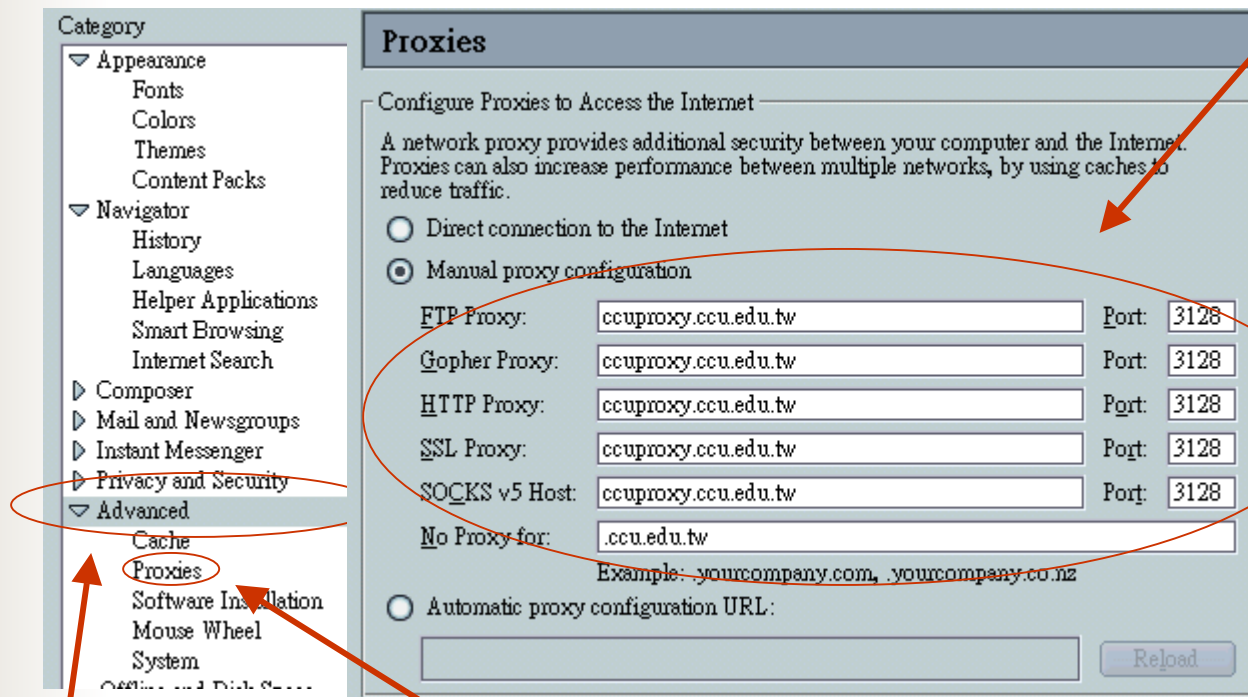 Category
Appearance
Fonts
Colors
Themes
Content Packs
Navigator
History
Languages
Helper Applications
Smart Browsing
Internet Search
Composer
Mail and Newsgroups
Instant Messenger
Privacy and Security
Advanced
Cache
Proxies
Software Installation
Mouse Wheel
System
Offline and Disk Space
Proxies
Configure Proxies to Access the Internet
A network proxy provides additional security between your computer and the Internet.
Proxies can also increase performance between multiple networks, by using caches to
reduce traffic.
Direct connection to the Internet
Manual proxy configuration
FTP Proxy: ccuproxy.ccu.edu.tw Port: 3128
Gopher Proxy: ccuproxy.ccu.edu.tw Port: 3128
HTTP Proxy: ccuproxy.ccu.edu.tw Port: 3128
SSL Proxy: ccuproxy.ccu.edu.tw Port: 3128
SOCKS v5 Host: ccuproxy.ccu.edu.tw Port: 3128
No Proxy for: .ccu.edu.tw
Example: .yourcompany.com, .yourcompany.co.nz
Automatic proxy configuration URL:
Reload